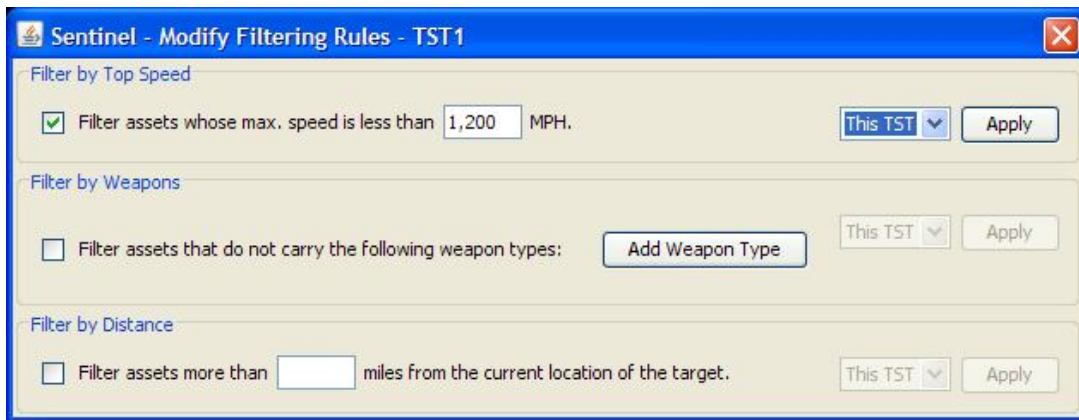 Sentinel - Modify Filtering Rules - TST1
Filter by Top Speed
Filter assets whose max. speed is less than 1,200 MPH. This TST Apply
Filter by Weapons
Filter assets that do not carry the following weapon types: Add Weapon Type This TST Apply
Filter by Distance
Filter assets more than miles from the current location of the target. This TST Apply